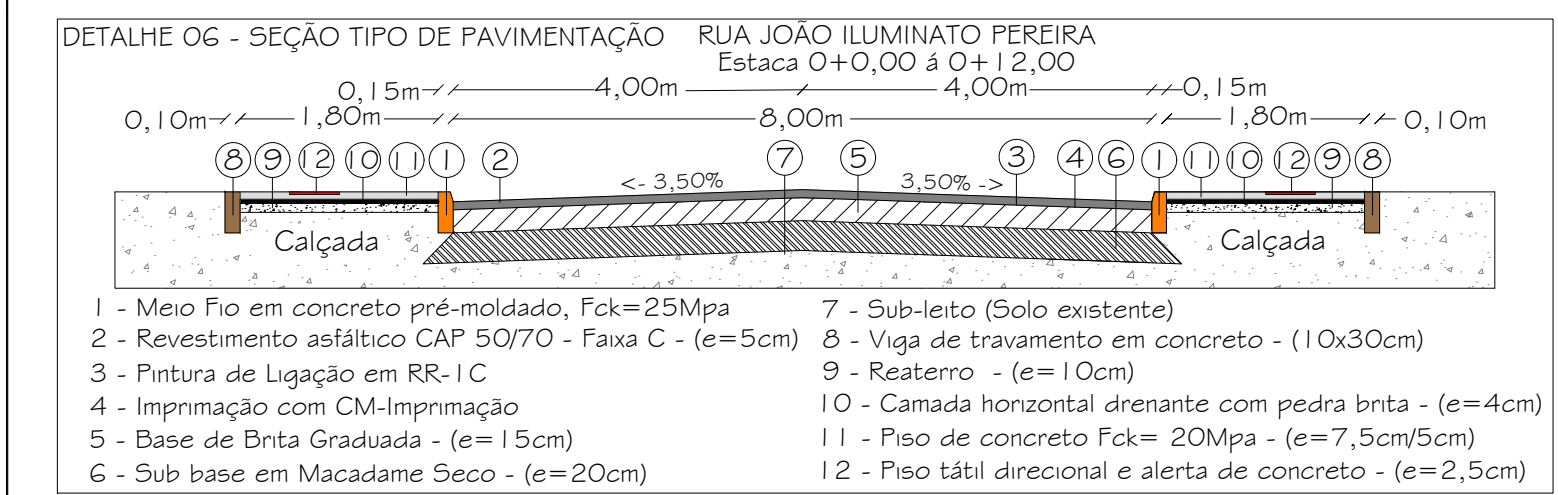 DETALHE 06 - SEÇÃO TIPO DE PAVIMENTAÇÃO RUA JOÃO ILUMINATO PEREIRA
Estaca 0+0,00 á 0+12,00
0,15m 4,00m 4,00m 0,15m
0,10m 1,80m 8,00m 1,80m 0,10m
8 9 12 10 11 1 2 7 5 3 4 6 1 11 10 12 9 8
<- 3,50% 3,50% ->
Calçada Calçada
1 - Meio Fio em concreto pré-moldado, Fck=25Mpa
2 - Revestimento asfáltico CAP 50/70 - Faixa C - (e=5cm)
3 - Pintura de Ligação em RR-1C
4 - Imprimação com CM-Imprimação
5 - Base de Brita Graduada - (e=15cm)
6 - Sub base em Macadame Seco - (e=20cm)
7 - Sub-leito (Solo existente)
8 - Viga de travamento em concreto - (10x30cm)
9 - Reaterro - (e=10cm)
10 - Camada horizontal drenante com pedra brita - (e=4cm)
11 - Piso de concreto Fck= 20Mpa - (e=7,5cm/5cm)
12 - Piso tátil direcional e alerta de concreto - (e=2,5cm)